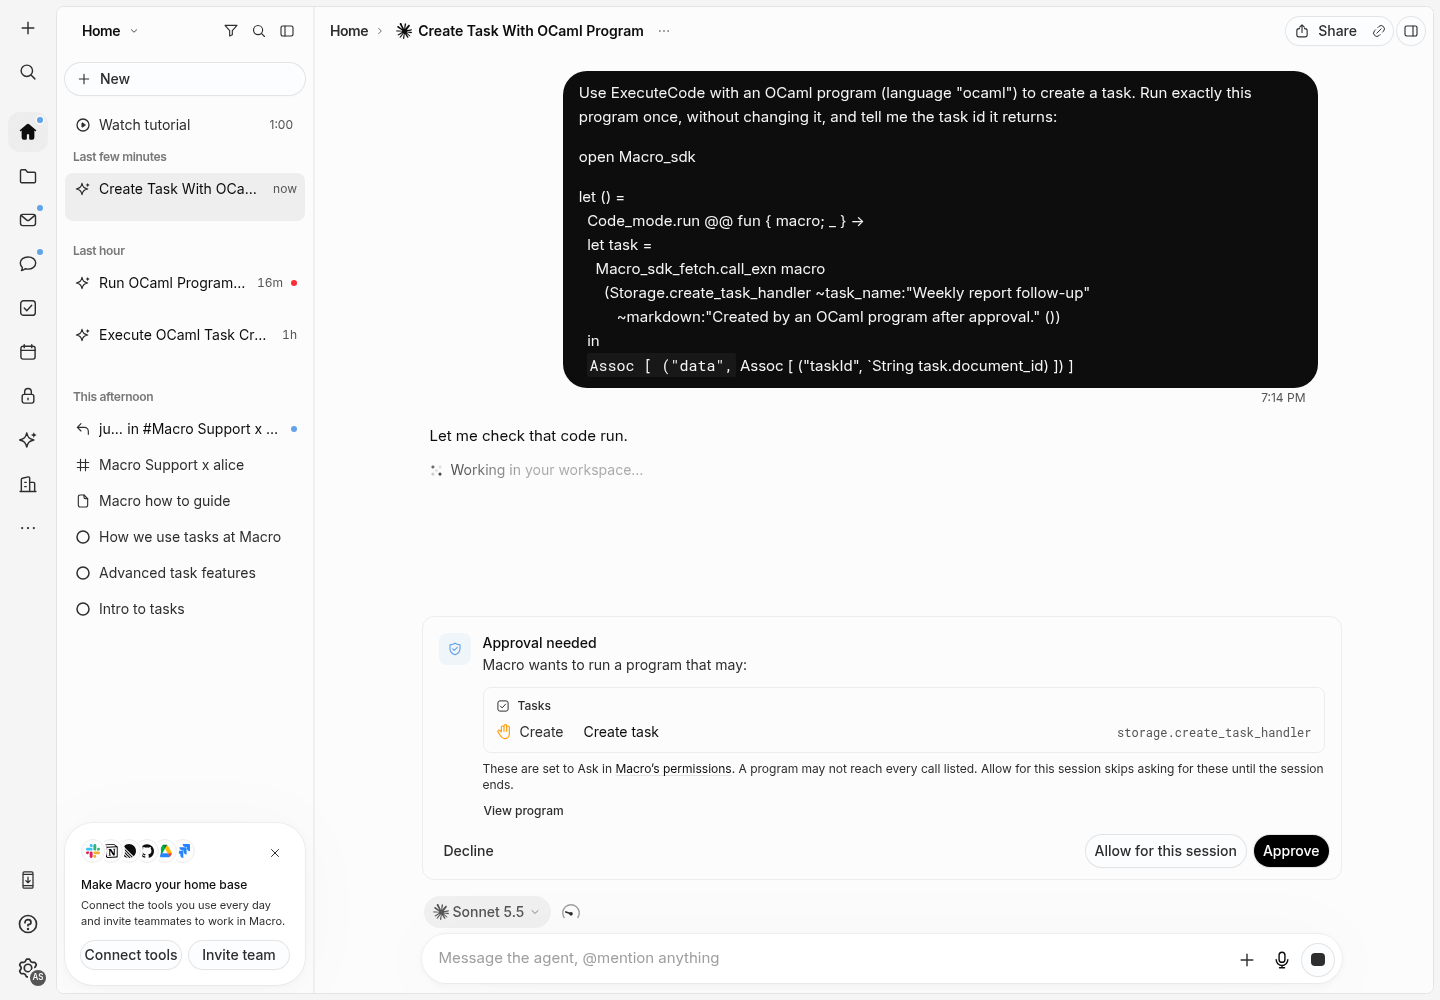 Home
New
Watch tutorial 1:00
Last few minutes
Create Task With OCa... now
Last hour
Run OCaml Program... 16m
Execute OCaml Task Cr... 1h
This afternoon
ju... in #Macro Support x ...
Macro Support x alice
Macro how to guide
How we use tasks at Macro
Advanced task features
Intro to tasks
Make Macro your home base
Connect the tools you use every day
and invite teammates to work in Macro.
Connect tools Invite team
AS
Home › Create Task With OCaml Program ...
Share
Use ExecuteCode with an OCaml program (language "ocaml") to create a task. Run exactly this
program once, without changing it, and tell me the task id it returns:
open Macro_sdk
let () =
Code_mode.run @@ fun { macro; _ } →
let task =
Macro_sdk_fetch.call_exn macro
(Storage.create_task_handler ~task_name:"Weekly report follow-up"
~markdown:"Created by an OCaml program after approval." ())
in
Assoc [ ("data", Assoc [ ("taskId", `String task.document_id) ]) ]
7:14 PM
Let me check that code run.
Working in your workspace...
Approval needed
Macro wants to run a program that may:
Tasks
Create Create task storage.create_task_handler
These are set to Ask in Macro's permissions. A program may not reach every call listed. Allow for this session skips asking for these until the session
ends.
View program
Decline Allow for this session Approve
Sonnet 5.5
Message the agent, @mention anything